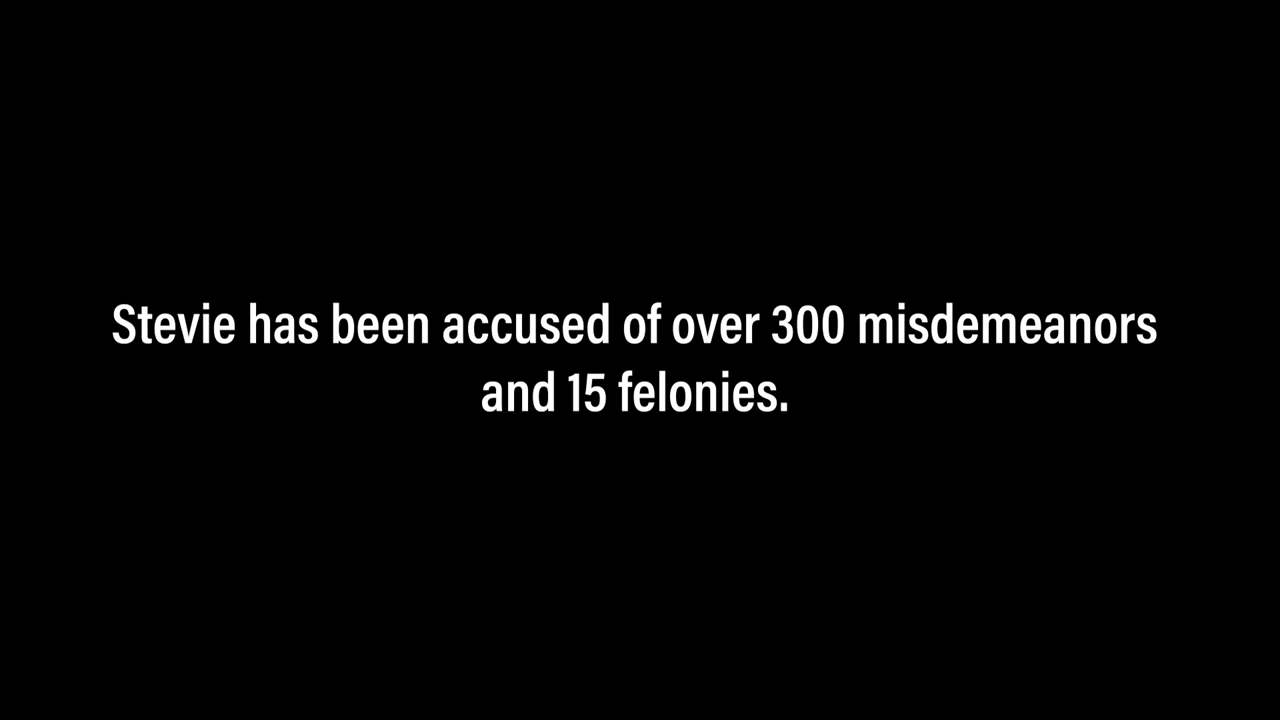 Stevie has been accused of over 300 misdemeanors
and 15 felonies.